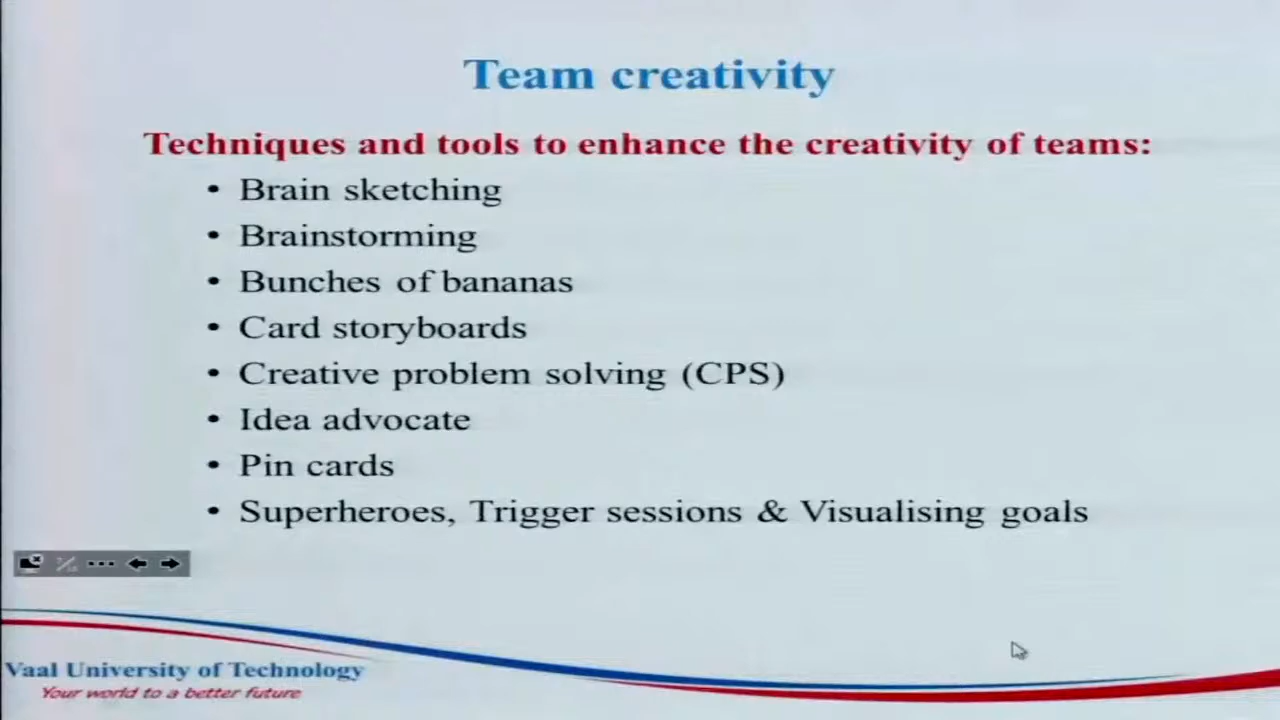 Team creativity
Techniques and tools to enhance the creativity of teams:
• Brain sketching
• Brainstorming
• Bunches of bananas
• Card storyboards
• Creative problem solving (CPS)
• Idea advocate
• Pin cards
• Superheroes, Trigger sessions & Visualising goals
Vaal University of Technology
Your world to a better future